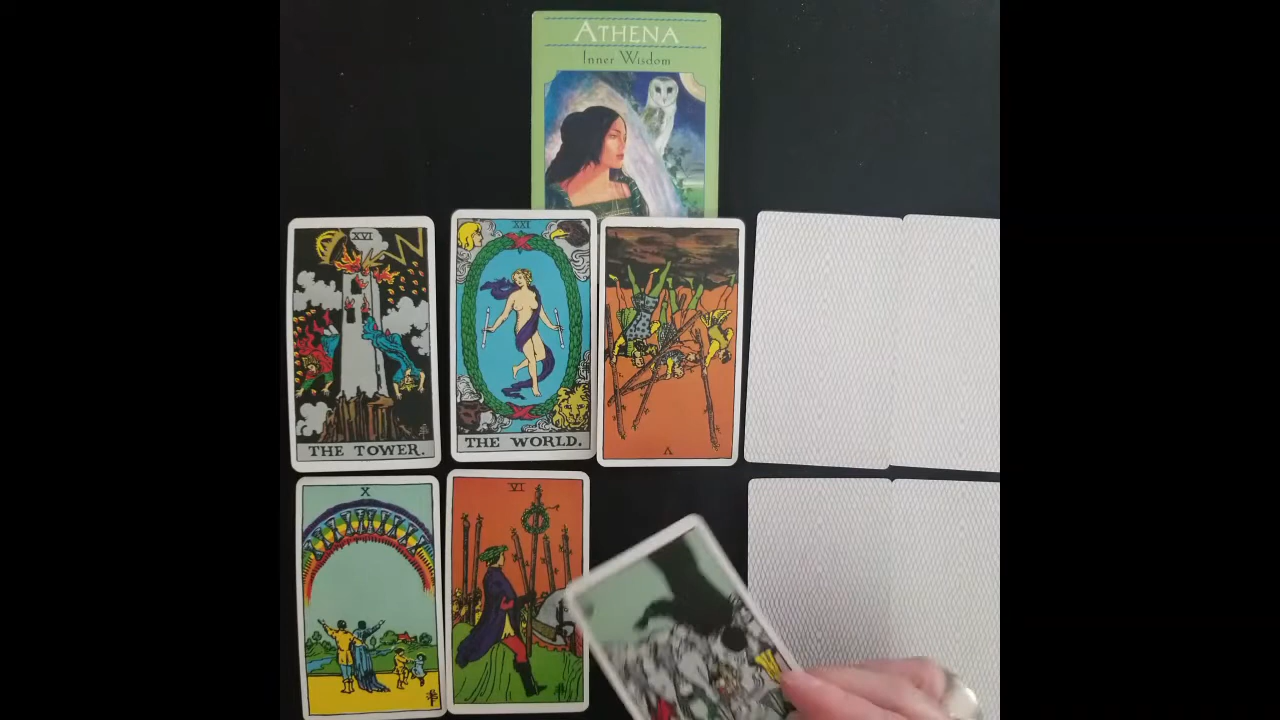 ATHENA
Inner Wisdom
XVI
XXI
THE TOWER.
THE WORLD.
V
X
VI